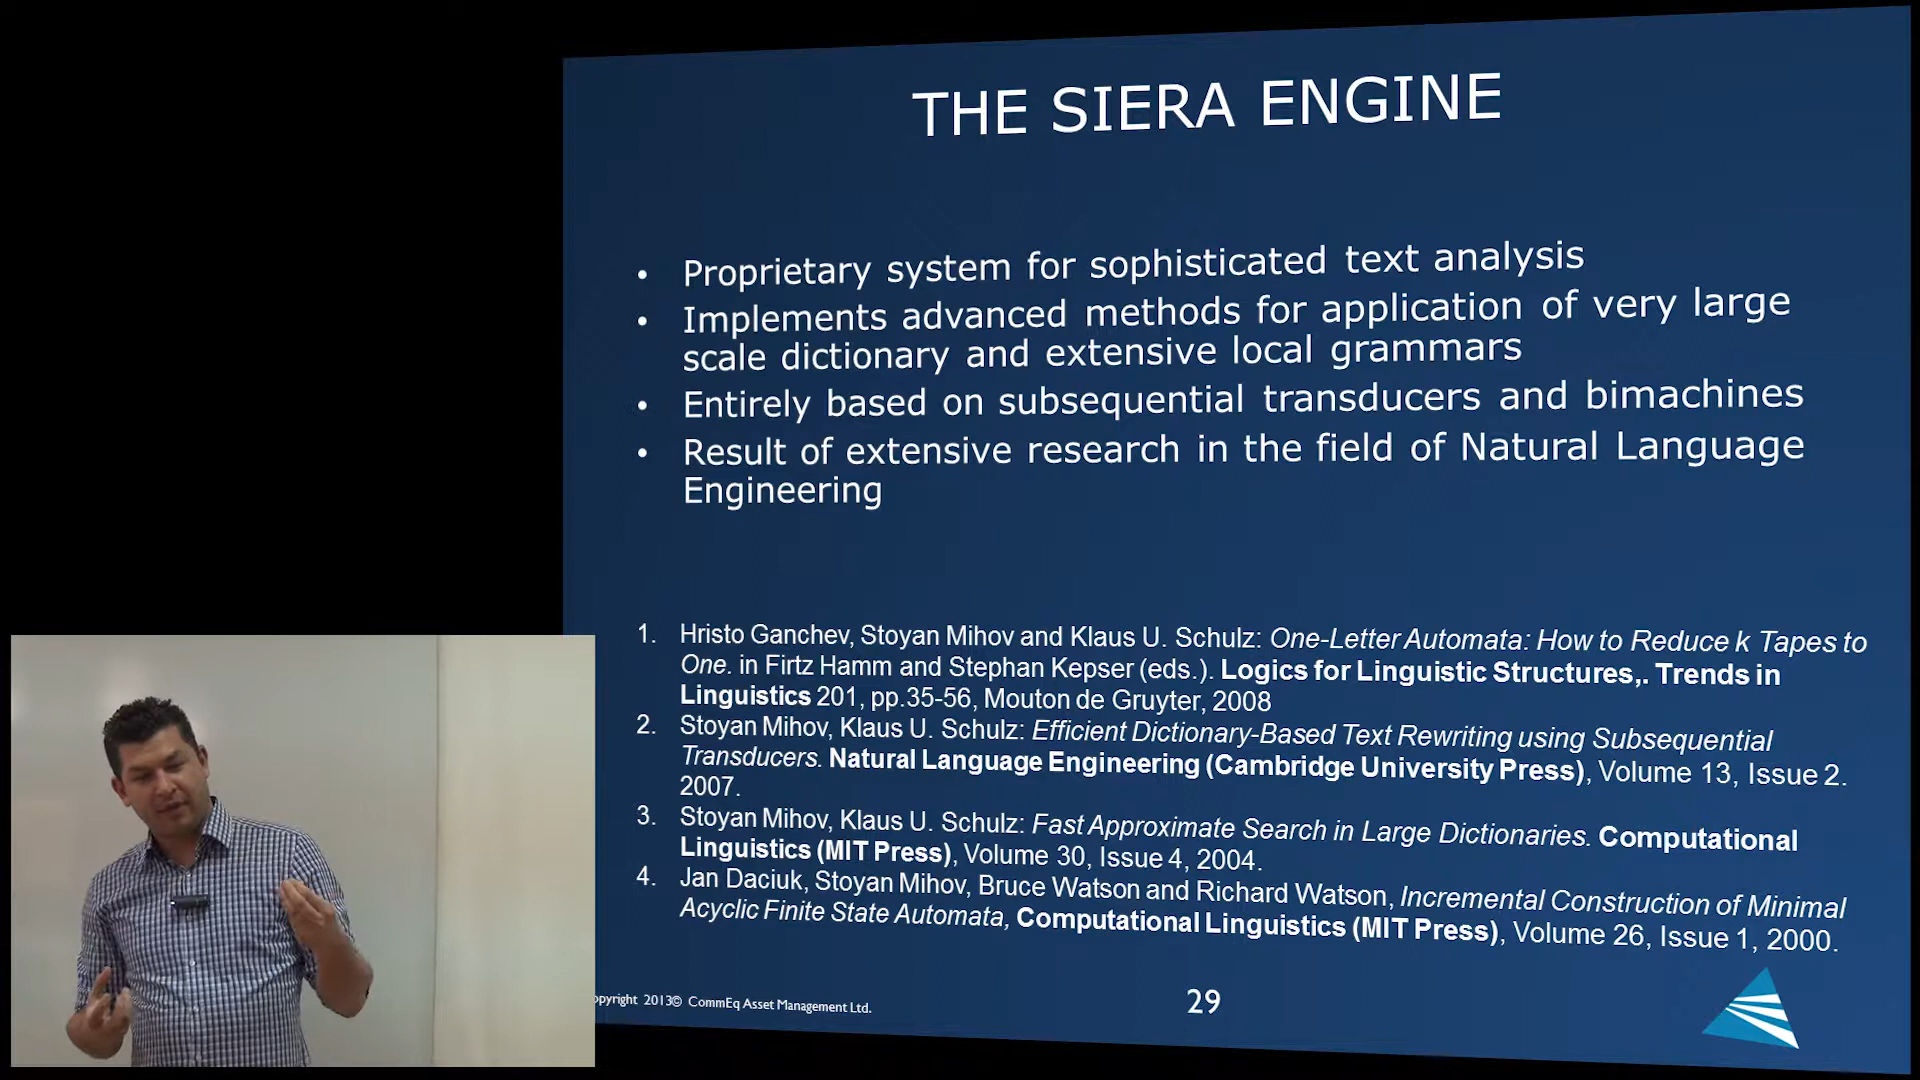 THE SIERA ENGINE
• Proprietary system for sophisticated text analysis
• Implements advanced methods for application of very large
scale dictionary and extensive local grammars
• Entirely based on subsequential transducers and bimachines
• Result of extensive research in the field of Natural Language
Engineering
1. Hristo Ganchev, Stoyan Mihov and Klaus U. Schulz: One-Letter Automata: How to Reduce k Tapes to
One. in Firtz Hamm and Stephan Kepser (eds.). Logics for Linguistic Structures,. Trends in
Linguistics 201, pp.35-56, Mouton de Gruyter, 2008
2. Stoyan Mihov, Klaus U. Schulz: Efficient Dictionary-Based Text Rewriting using Subsequential
Transducers. Natural Language Engineering (Cambridge University Press), Volume 13, Issue 2.
2007.
3. Stoyan Mihov, Klaus U. Schulz: Fast Approximate Search in Large Dictionaries. Computational
Linguistics (MIT Press), Volume 30, Issue 4, 2004.
4. Jan Daciuk, Stoyan Mihov, Bruce Watson and Richard Watson, Incremental Construction of Minimal
Acyclic Finite State Automata, Computational Linguistics (MIT Press), Volume 26, Issue 1, 2000.
opyright 2013© CommEq Asset Management Ltd.
29